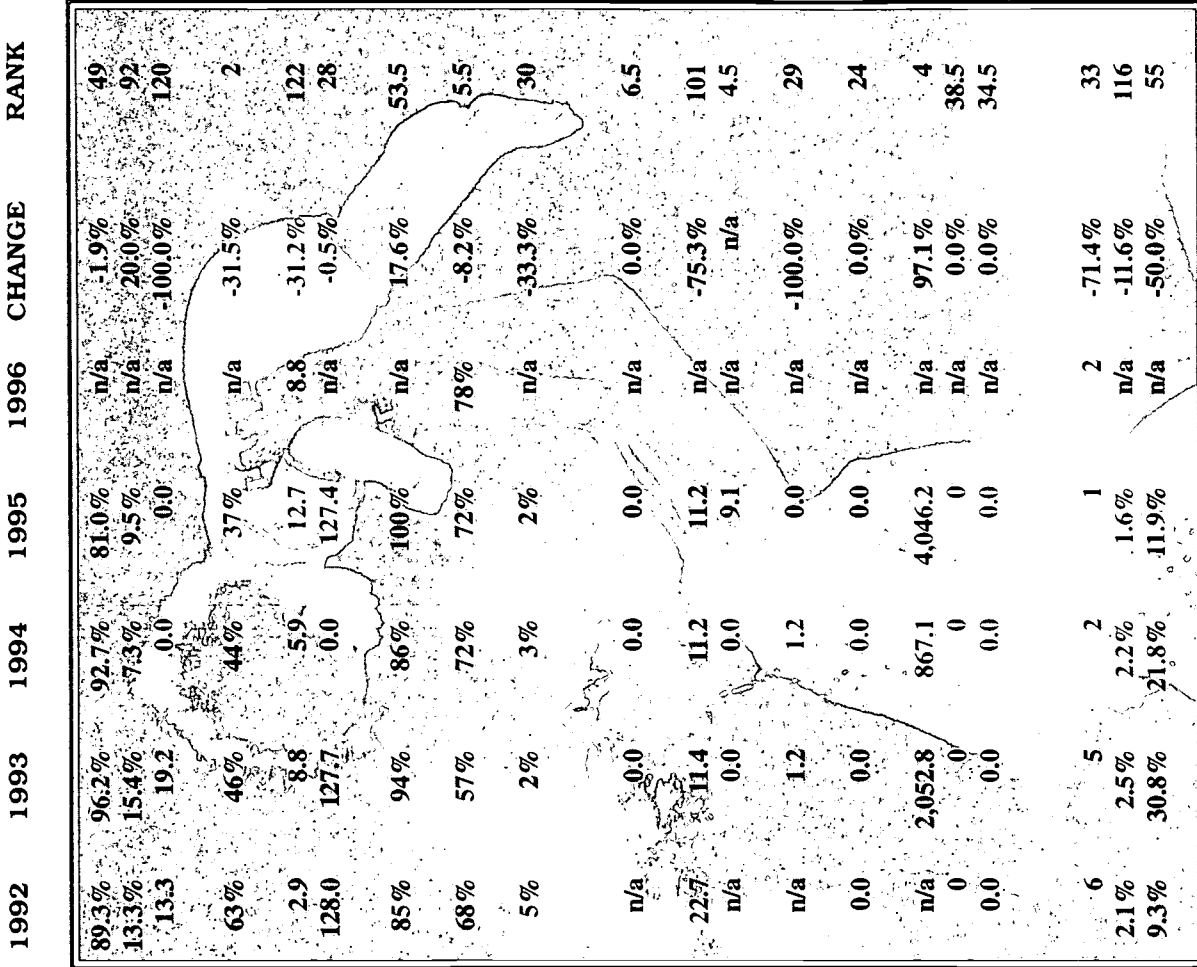 1992 1993 1994 1995 1996 CHANGE RANK
89.3% 96.2% 92.7% 81.0% n/a -1.9% 49
13.3% 15.4% 7.3% 9.5% n/a 20.0% 92
13.3 19.2 0.0 0.0 n/a -100.0% 120
63% 46% 44% 37% n/a -31.5% 2
2.9 8.8 5.9 12.7 8.8 -31.2% 122
128.0 127.7 0.0 127.4 n/a -0.5% 28
85% 94% 86% 100% n/a 17.6% 53.5
68% 57% 72% 72% 78% -8.2% 5.5
5% 2% 3% 2% n/a -33.3% 30
n/a 0.0 0.0 0.0 n/a 0.0% 6.5
22.7 11.4 11.2 11.2 n/a -75.3% 101
n/a 0.0 0.0 9.1 n/a n/a 4.5
n/a 1.2 1.2 0.0 n/a -100.0% 29
0.0 0.0 0.0 0.0 n/a 0.0% 24
n/a 2,052.8 867.1 4,046.2 n/a 97.1% 4
0 0 0 0 n/a 0.0% 38.5
0.0 0.0 0.0 0.0 n/a 0.0% 34.5
6 5 2 1 2 -71.4% 33
2.1% 2.5% 2.2% 1.6% n/a -11.6% 116
9.3% 30.8% 21.8% 11.9% n/a -50.0% 55